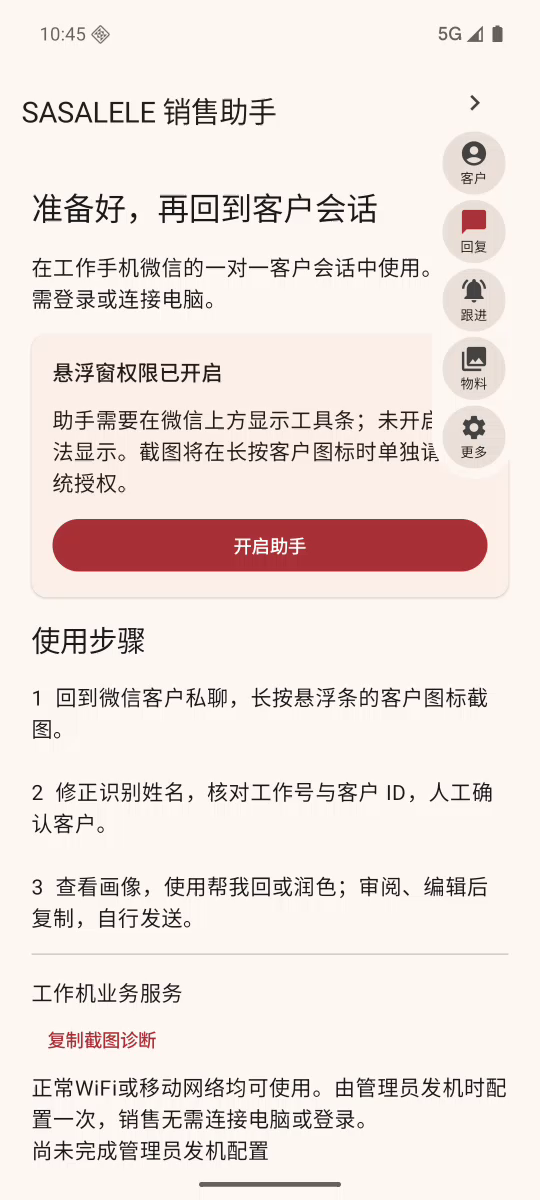 10:45
5G
SASALELE 销售助手
客户
准备好，再回到客户会话
回复
在工作手机微信的一对一客户会话中使用。
需登录或连接电脑。
跟进
悬浮窗权限已开启
物料
助手需要在微信上方显示工具条；未开启
法显示。截图将在长按客户图标时单独请
更多
统授权。
开启助手
使用步骤
1 回到微信客户私聊，长按悬浮条的客户图标截
图。
2 修正识别姓名，核对工作号与客户 ID，人工确
认客户。
3 查看画像，使用帮我回或润色；审阅、编辑后
复制，自行发送。
工作机业务服务
复制截图诊断
正常WiFi或移动网络均可使用。由管理员发机时配
置一次，销售无需连接电脑或登录。
尚未完成管理员发机配置